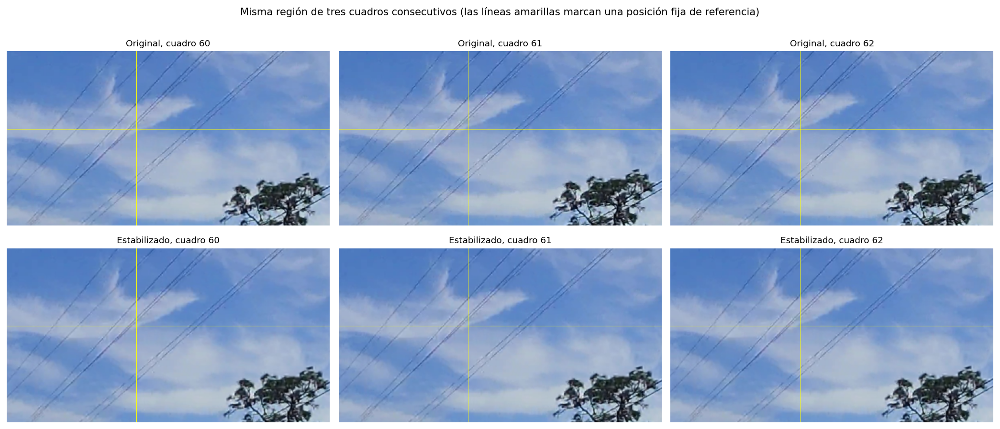 Misma región de tres cuadros consecutivos (las líneas amarillas marcan una posición fija de referencia)
Original, cuadro 60
Original, cuadro 61
Original, cuadro 62
Estabilizado, cuadro 60
Estabilizado, cuadro 61
Estabilizado, cuadro 62